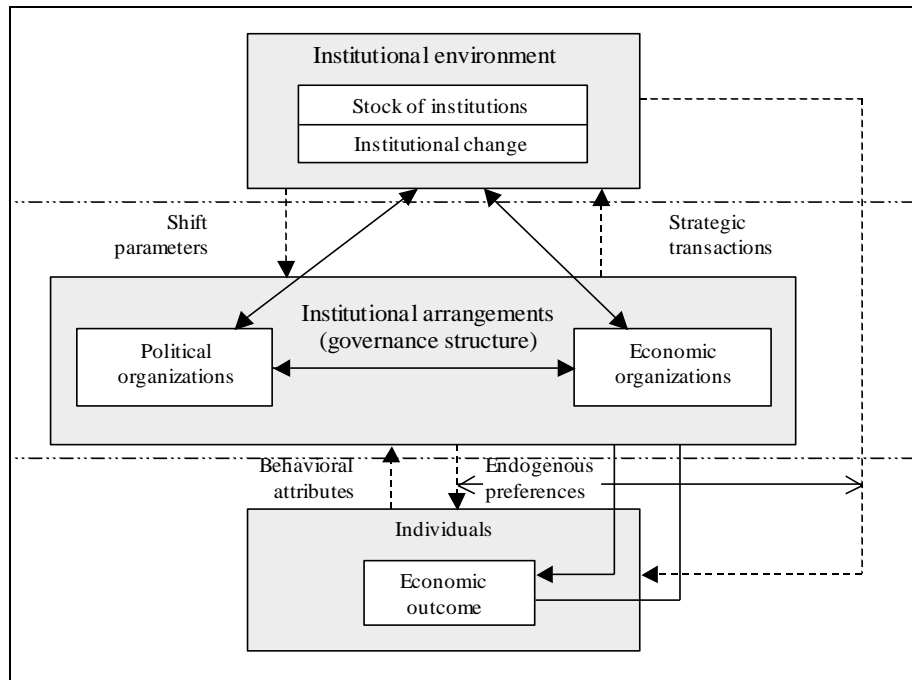 Institutional environment
Stock of institutions
Institutional change
Shift
parameters
Strategic
transactions
Institutional arrangements
(governance structure)
Political
organizations
Economic
organizations
Behavioral
attributes
Endogenous
preferences
Individuals
Economic
outcome